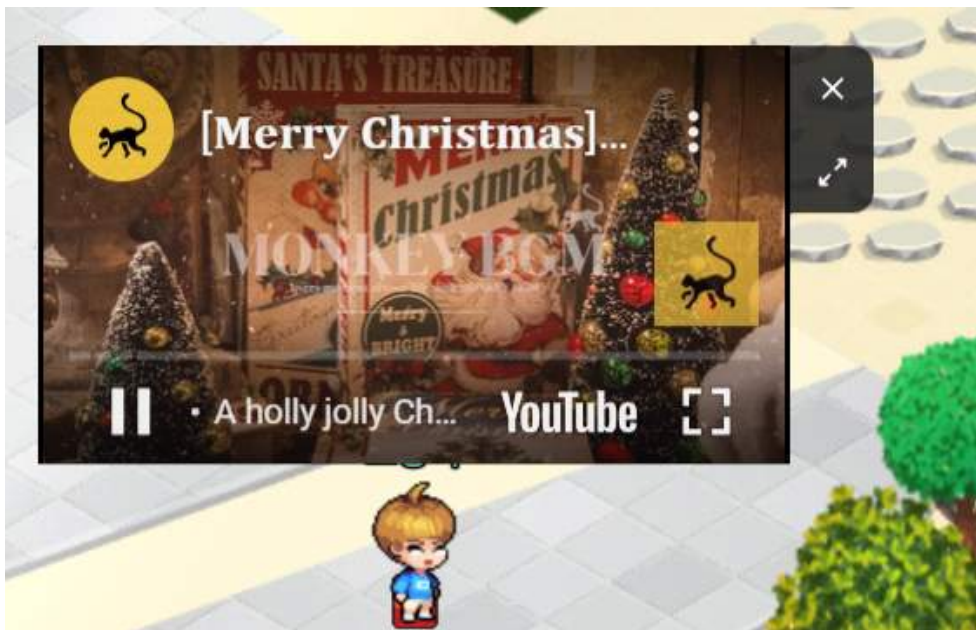 SANTA'S TREASURE
[Merry Christmas]...
MERRY
Christmas
MONKEY BGM
Merry
&
BRIGHT
• A holly jolly Ch...
YouTube